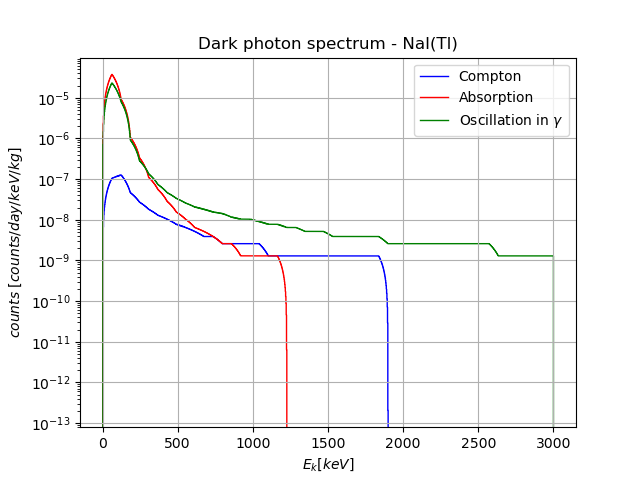 Dark photon spectrum - NaI(Tl)
Compton
Absorption
Oscillation in γ
10⁻⁵
10⁻⁶
10⁻⁷
10⁻⁸
10⁻⁹
10⁻¹⁰
10⁻¹¹
10⁻¹²
10⁻¹³
counts [counts/day/keV/kg]
0 500 1000 1500 2000 2500 3000
Eₖ[keV]